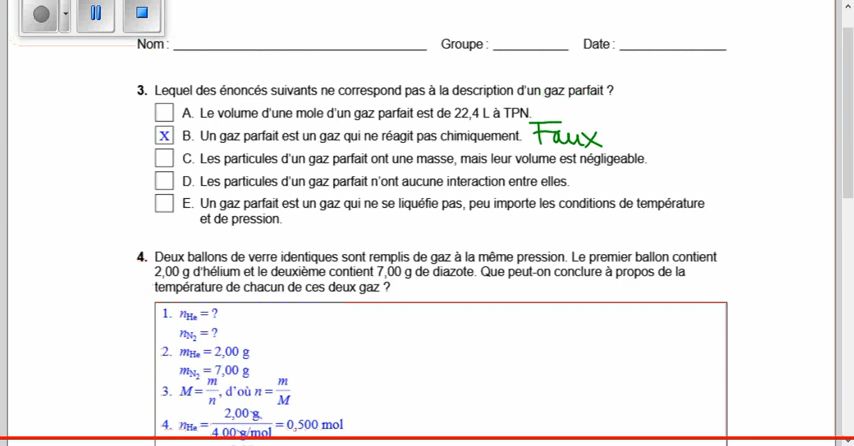 Nom : Groupe : Date :
3. Lequel des énoncés suivants ne correspond pas à la description d'un gaz parfait ?
A. Le volume d'une mole d'un gaz parfait est de 22,4 L à TPN.
X B. Un gaz parfait est un gaz qui ne réagit pas chimiquement. Faux
C. Les particules d'un gaz parfait ont une masse, mais leur volume est négligeable.
D. Les particules d'un gaz parfait n'ont aucune interaction entre elles.
E. Un gaz parfait est un gaz qui ne se liquéfie pas, peu importe les conditions de température
et de pression.
4. Deux ballons de verre identiques sont remplis de gaz à la même pression. Le premier ballon contient
2,00 g d'hélium et le deuxième contient 7,00 g de diazote. Que peut-on conclure à propos de la
température de chacun de ces deux gaz ?
1. nHe = ?
nN2 = ?
2. mHe = 2,00 g
mN2 = 7,00 g
3. M = m/n, d'où n = m/M
4. nHe = 2,00 g / 4,00 g/mol = 0,500 mol